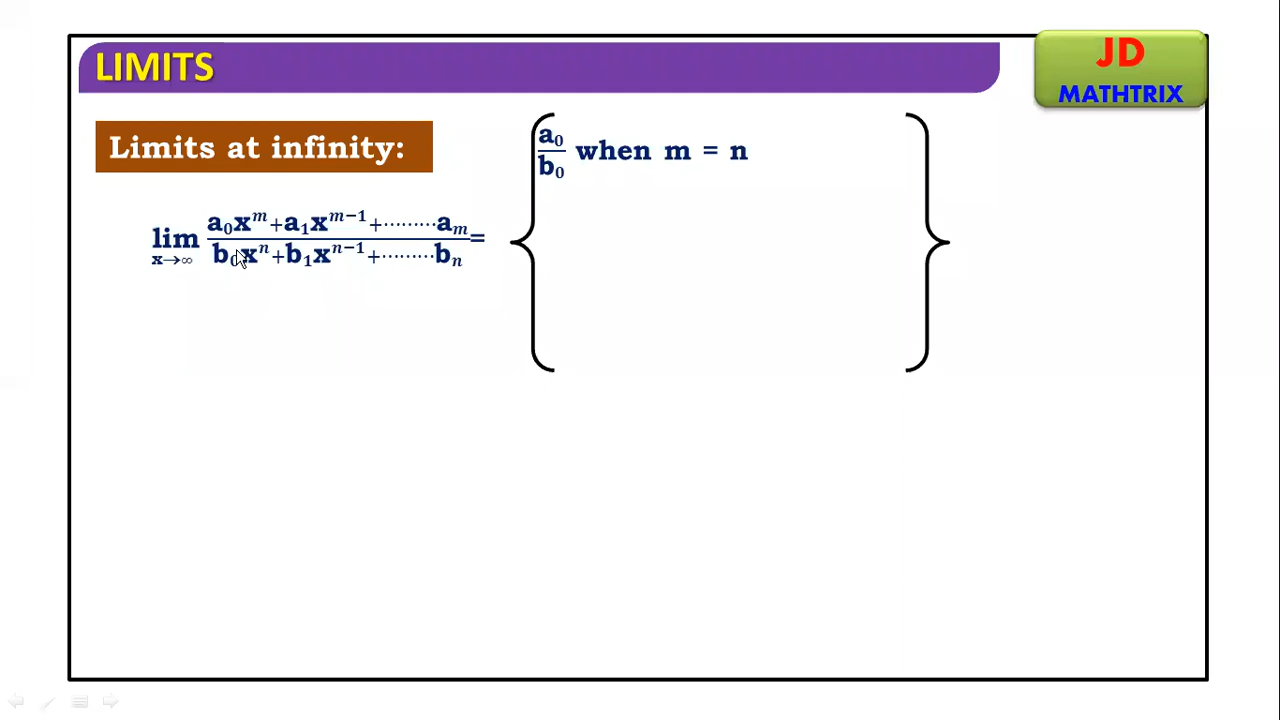 LIMITS
JD
MATHTRIX
Limits at infinity:
a₀/b₀ when m = n
lim x→∞ (a₀xᵐ+a₁xᵐ⁻¹+·········aₘ)/(b₀xⁿ+b₁xⁿ⁻¹+·········bₙ)=